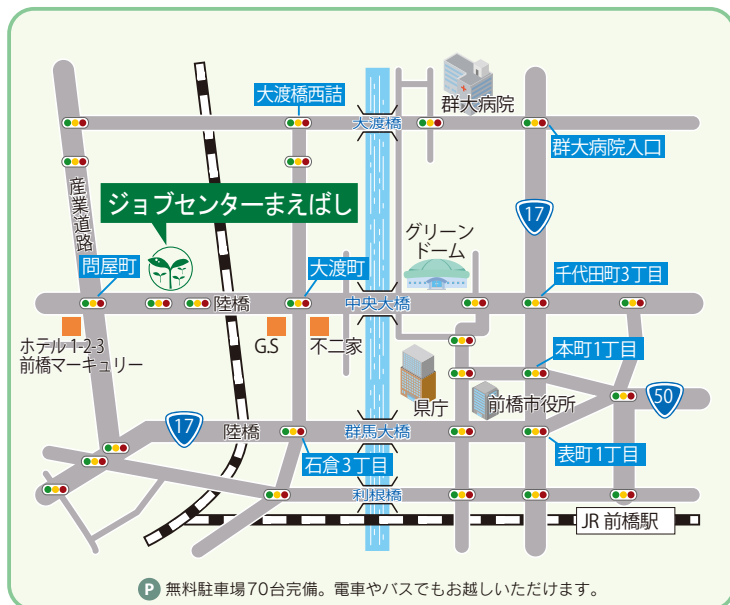 群大病院
大渡橋西詰
大渡橋
群大病院入口
産業道路
ジョブセンターまえばし
17
グリーン
ドーム
問屋町
大渡町
千代田町3丁目
陸橋
中央大橋
ホテル1-2-3
前橋マーキュリー
G.S
不二家
本町1丁目
県庁
前橋市役所
50
17
陸橋
群馬大橋
表町1丁目
石倉3丁目
利根橋
JR 前橋駅
P 無料駐車場70台完備。電車やバスでもお越しいただけます。